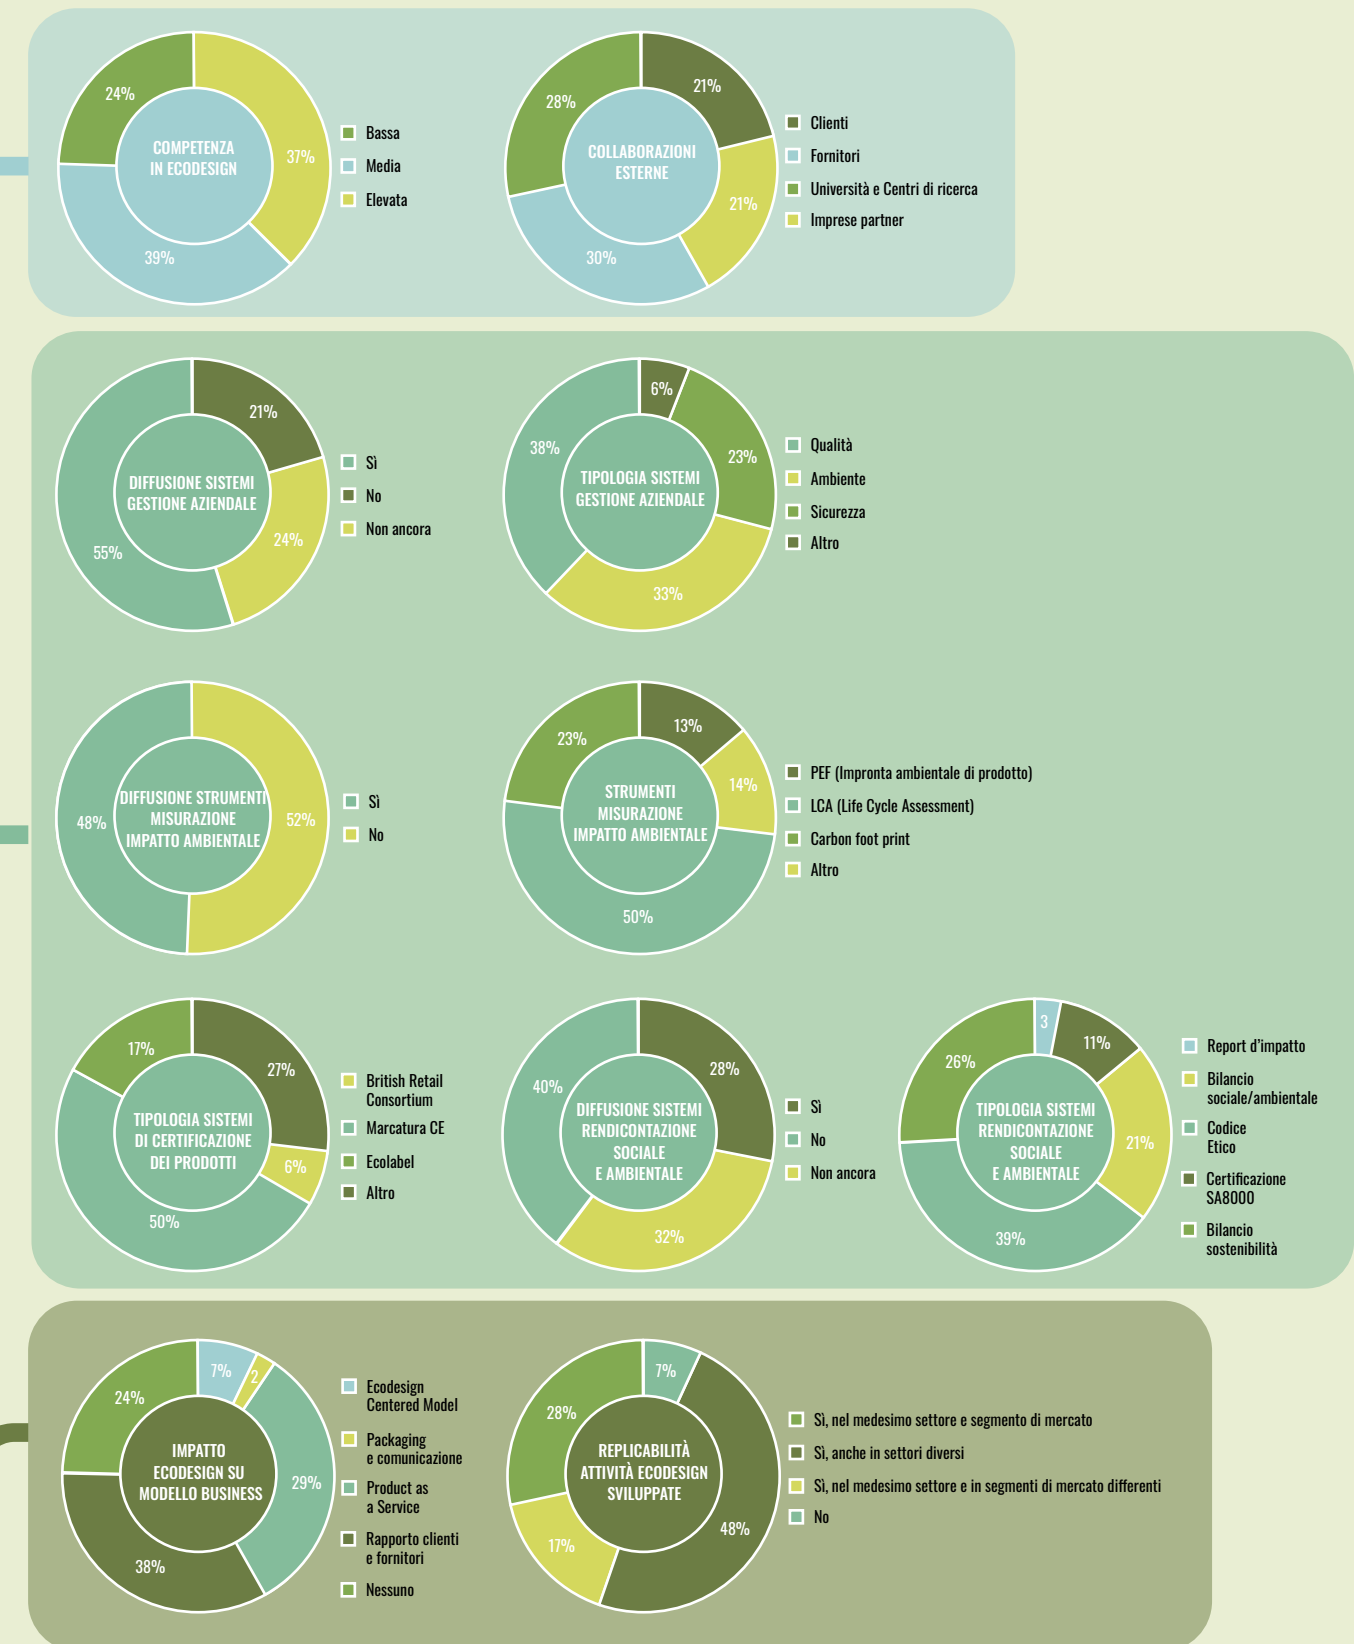 24%
37%
39%
COMPETENZA
IN ECODESIGN
Bassa
Media
Elevata
28%
21%
21%
30%
COLLABORAZIONI
ESTERNE
Clienti
Fornitori
Università e Centri di ricerca
Imprese partner
21%
24%
55%
DIFFUSIONE SISTEMI
GESTIONE AZIENDALE
Sì
No
Non ancora
6%
38%
23%
33%
TIPOLOGIA SISTEMI
GESTIONE AZIENDALE
Qualità
Ambiente
Sicurezza
Altro
48%
52%
DIFFUSIONE STRUMENTI
MISURAZIONE
IMPATTO AMBIENTALE
Sì
No
13%
23%
14%
50%
STRUMENTI
MISURAZIONE
IMPATTO AMBIENTALE
PEF (Impronta ambientale di prodotto)
LCA (Life Cycle Assessment)
Carbon foot print
Altro
17%
27%
6%
50%
TIPOLOGIA SISTEMI
DI CERTIFICAZIONE
DEI PRODOTTI
British Retail
Consortium
Marcatura CE
Ecolabel
Altro
40%
28%
32%
DIFFUSIONE SISTEMI
RENDICONTAZIONE
SOCIALE
E AMBIENTALE
Sì
No
Non ancora
3
11%
26%
21%
39%
TIPOLOGIA SISTEMI
RENDICONTAZIONE
SOCIALE
E AMBIENTALE
Report d'impatto
Bilancio
sociale/ambientale
Codice
Etico
Certificazione
SA8000
Bilancio
sostenibilità
7%
2
24%
29%
38%
IMPATTO
ECODESIGN SU
MODELLO BUSINESS
Ecodesign
Centered Model
Packaging
e comunicazione
Product as
a Service
Rapporto clienti
e fornitori
Nessuno
7%
28%
48%
17%
REPLICABILITÀ
ATTIVITÀ ECODESIGN
SVILUPPATE
Sì, nel medesimo settore e segmento di mercato
Sì, anche in settori diversi
Sì, nel medesimo settore e in segmenti di mercato differenti
No